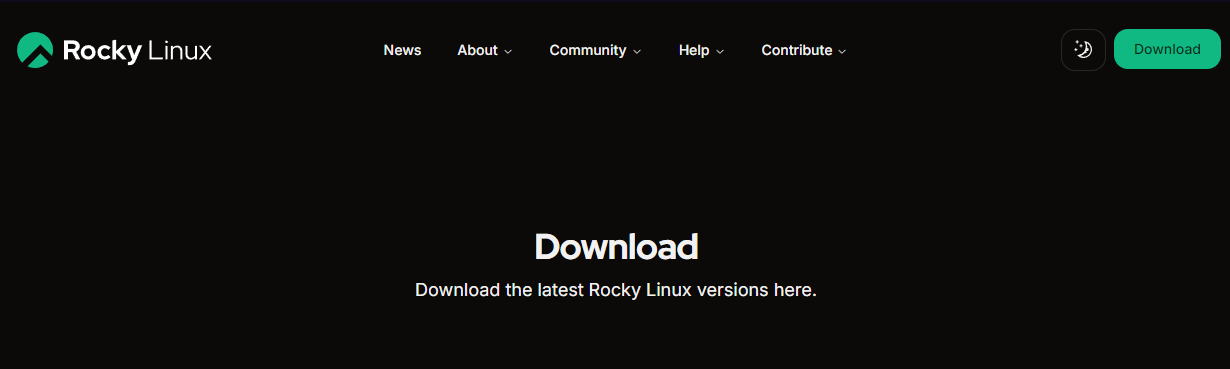 Rocky Linux News About Community Help Contribute Download
Download
Download the latest Rocky Linux versions here.